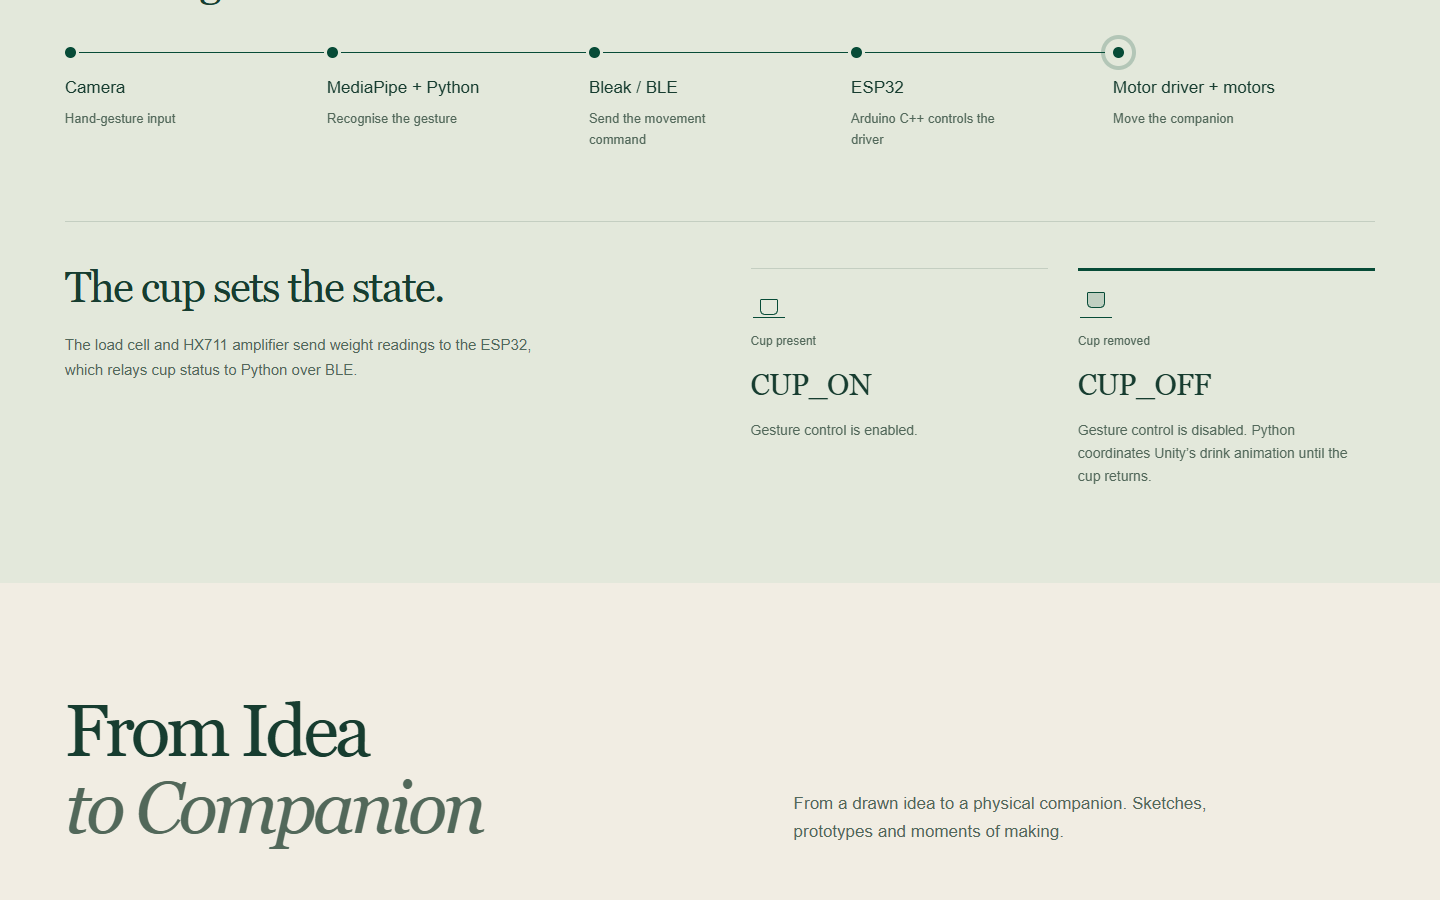 Camera
Hand-gesture input
MediaPipe + Python
Recognise the gesture
Bleak / BLE
Send the movement
command
ESP32
Arduino C++ controls the
driver
Motor driver + motors
Move the companion
The cup sets the state.
The load cell and HX711 amplifier send weight readings to the ESP32,
which relays cup status to Python over BLE.
Cup present
CUP_ON
Gesture control is enabled.
Cup removed
CUP_OFF
Gesture control is disabled. Python
coordinates Unity’s drink animation until the
cup returns.
From Idea
to Companion
From a drawn idea to a physical companion. Sketches,
prototypes and moments of making.